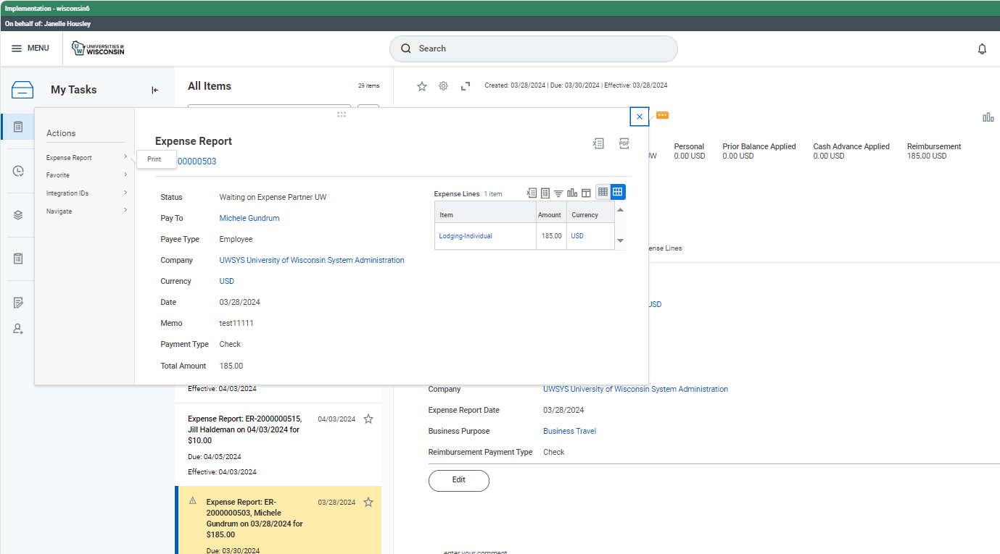 Implementation - wisconsin6
On behalf of: Janelle Housley
MENU
UW
UNIVERSITIES OF
WISCONSIN
Search
My Tasks
All Items
29 items
Created: 03/28/2024 | Due: 03/30/2024 | Effective: 03/28/2024
Actions
Expense Report
Favorite
Integration IDs
Navigate
Print
Expense Report
00000503
PDF
Status Waiting on Expense Partner UW
Pay To Michele Gundrum
Payee Type Employee
Company UWSYS University of Wisconsin System Administration
Currency USD
Date 03/28/2024
Memo test11111
Payment Type Check
Total Amount 185.00
Expense Lines 1 item
Item Amount Currency
Lodging-Individual 185.00 USD
Personal Prior Balance Applied Cash Advance Applied Reimbursement
UW 0.00 USD 0.00 USD 0.00 USD 185.00 USD
ense Lines
USD
Effective: 04/03/2024
Expense Report: ER-2000000515, 04/03/2024
Jill Haldeman on 04/03/2024 for
$10.00
Due: 04/05/2024
Effective: 04/03/2024
Expense Report: ER- 03/28/2024
2000000503, Michele
Gundrum on 03/28/2024 for
$185.00
Due: 03/30/2024
Company UWSYS University of Wisconsin System Administration
Expense Report Date 03/28/2024
Business Purpose Business Travel
Reimbursement Payment Type Check
Edit
enter your comment